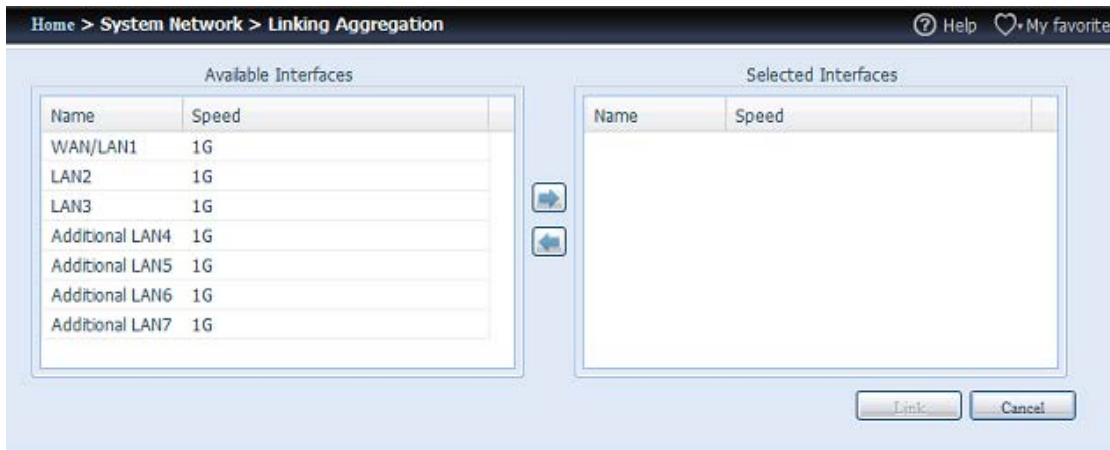 Home > System Network > Linking Aggregation
Help My favorite
Available Interfaces
Name Speed
WAN/LAN1 1G
LAN2 1G
LAN3 1G
Additional LAN4 1G
Additional LAN5 1G
Additional LAN6 1G
Additional LAN7 1G
Selected Interfaces
Name Speed
Link Cancel